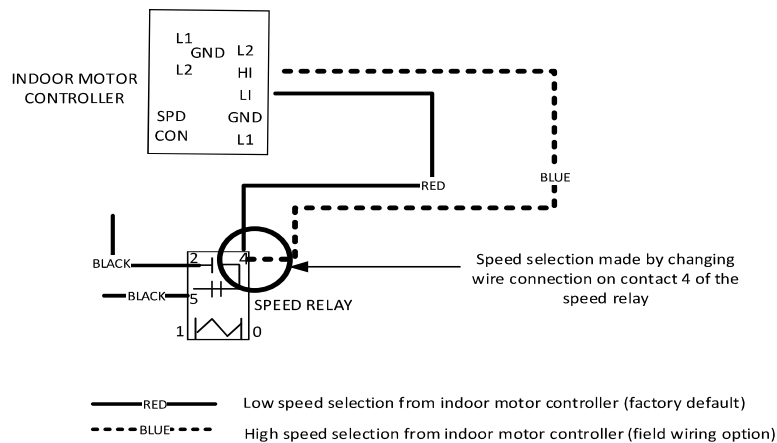 L1
GND
L2
L2
HI
INDOOR MOTOR
CONTROLLER
LI
SPD
CON
GND
L1
RED
BLUE
BLACK
2
4
BLACK
5
SPEED RELAY
1
0
Speed selection made by changing
wire connection on contact 4 of the
speed relay
RED
Low speed selection from indoor motor controller (factory default)
BLUE
High speed selection from indoor motor controller (field wiring option)